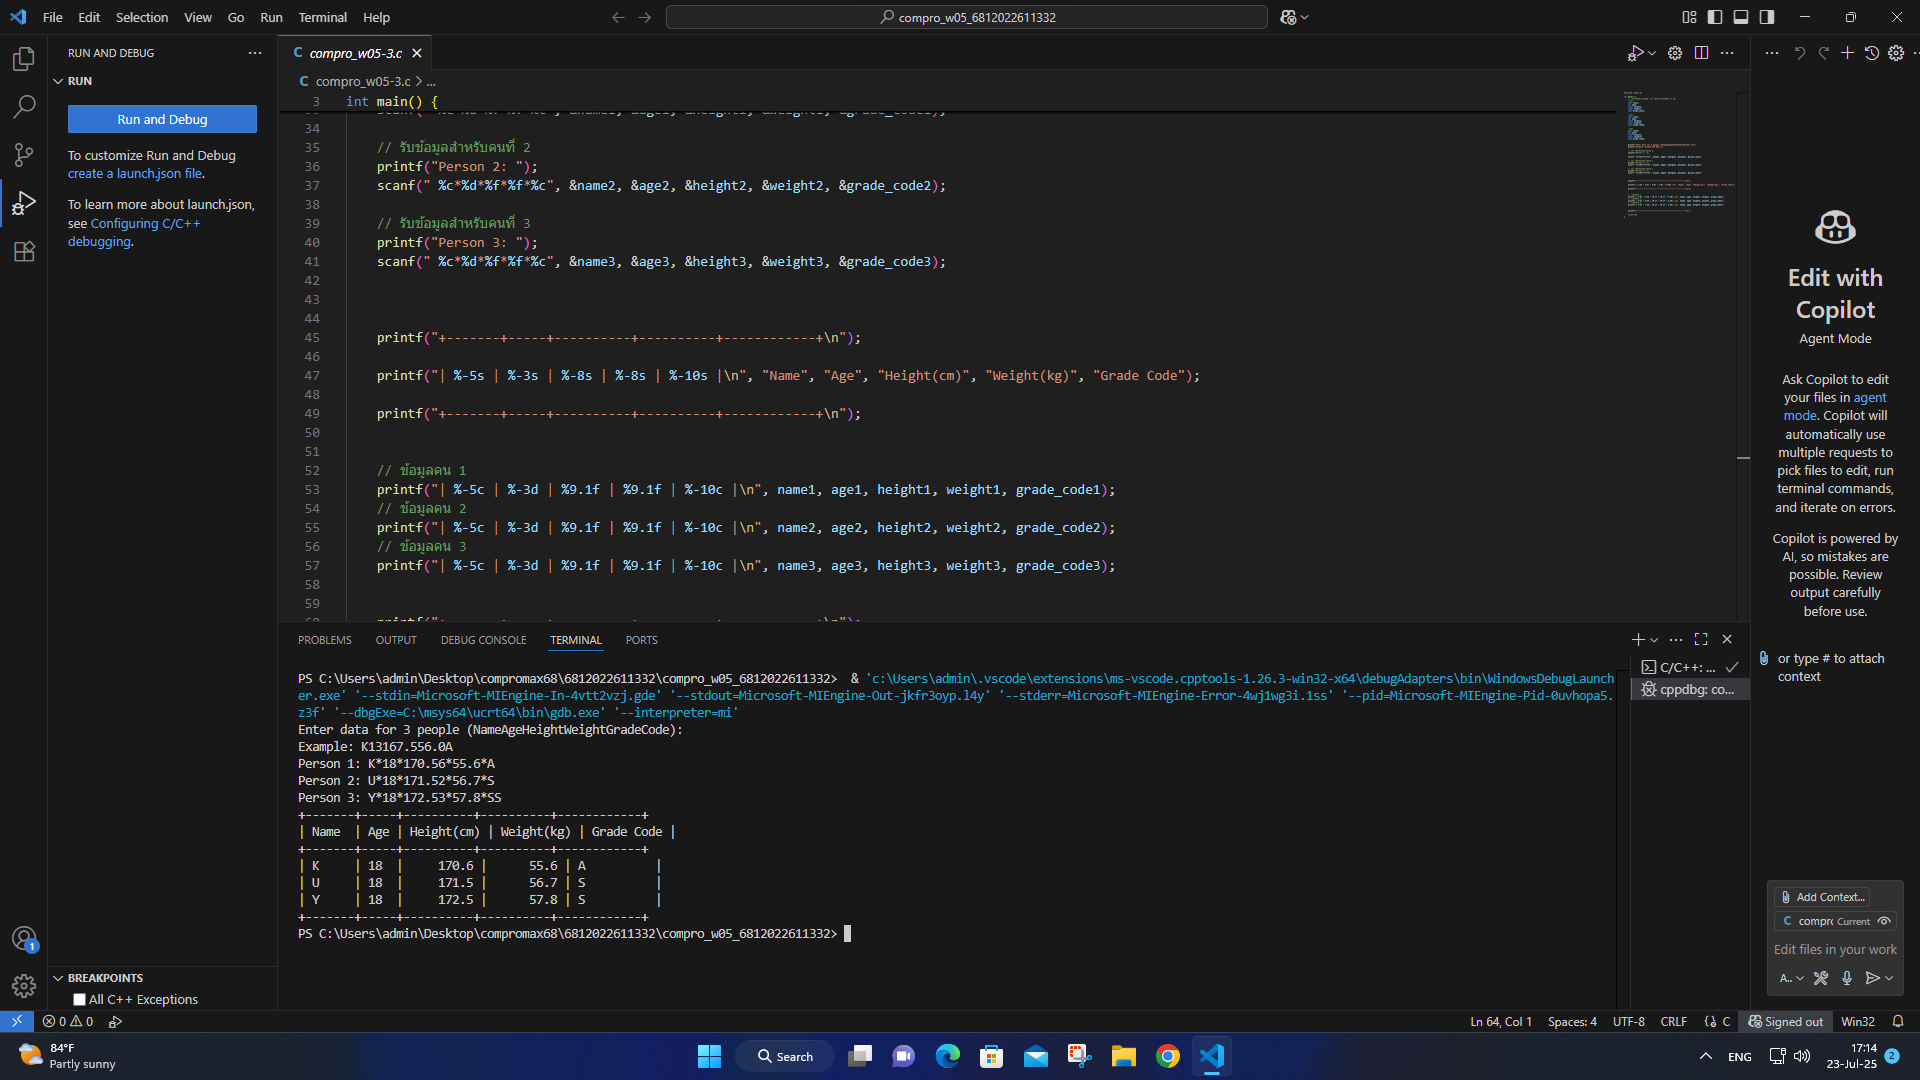 File Edit Selection View Go Run Terminal Help
compro_w05_6812022611332
RUN AND DEBUG
RUN
Run and Debug
To customize Run and Debug
create a launch.json file.
To learn more about launch.json,
see Configuring C/C++
debugging.
BREAKPOINTS
All C++ Exceptions
C compro_w05-3.c
C compro_w05-3.c > ...
3 int main() {
34
35 // รับข้อมูลสำหรับคนที่ 2
36 printf("Person 2: ");
37 scanf(" %c*%d*%f*%f*%c", &name2, &age2, &height2, &weight2, &grade_code2);
38
39 // รับข้อมูลสำหรับคนที่ 3
40 printf("Person 3: ");
41 scanf(" %c*%d*%f*%f*%c", &name3, &age3, &height3, &weight3, &grade_code3);
42
43
44
45 printf("+-------+-----+----------+----------+------------+\n");
46
47 printf("| %-5s | %-3s | %-8s | %-8s | %-10s |\n", "Name", "Age", "Height(cm)", "Weight(kg)", "Grade Code");
48
49 printf("+-------+-----+----------+----------+------------+\n");
50
51
52 // ข้อมูลคน 1
53 printf("| %-5c | %-3d | %9.1f | %9.1f | %-10c |\n", name1, age1, height1, weight1, grade_code1);
54 // ข้อมูลคน 2
55 printf("| %-5c | %-3d | %9.1f | %9.1f | %-10c |\n", name2, age2, height2, weight2, grade_code2);
56 // ข้อมูลคน 3
57 printf("| %-5c | %-3d | %9.1f | %9.1f | %-10c |\n", name3, age3, height3, weight3, grade_code3);
58
59
PROBLEMS OUTPUT DEBUG CONSOLE TERMINAL PORTS
PS C:\Users\admin\Desktop\compromax68\6812022611332\compro_w05_6812022611332> & 'c:\Users\admin\.vscode\extensions\ms-vscode.cpptools-1.26.3-win32-x64\debugAdapters\bin\WindowsDebugLaunch
er.exe' '--stdin=Microsoft-MIEngine-In-4vtt2vzj.gde' '--stdout=Microsoft-MIEngine-Out-jkfr3oyp.l4y' '--stderr=Microsoft-MIEngine-Error-4wj1wg3i.1ss' '--pid=Microsoft-MIEngine-Pid-0uvhopa5.
z3f' '--dbgExe=C:\msys64\ucrt64\bin\gdb.exe' '--interpreter=mi'
Enter data for 3 people (NameAgeHeightWeightGradeCode):
Example: K13167.556.0A
Person 1: K*18*170.56*55.6*A
Person 2: U*18*171.52*56.7*S
Person 3: Y*18*172.53*57.8*SS
+-------+-----+----------+----------+------------+
| Name  | Age | Height(cm) | Weight(kg) | Grade Code |
+-------+-----+----------+----------+------------+
| K     | 18  |     170.6 |      55.6 | A          |
| U     | 18  |     171.5 |      56.7 | S          |
| Y     | 18  |     172.5 |      57.8 | S          |
+-------+-----+----------+----------+------------+
PS C:\Users\admin\Desktop\compromax68\6812022611332\compro_w05_6812022611332>
C/C++: ...
cppdbg: co...
Edit with
Copilot
Agent Mode
Ask Copilot to edit
your files in agent
mode. Copilot will
automatically use
multiple requests to
pick files to edit, run
terminal commands,
and iterate on errors.
Copilot is powered by
AI, so mistakes are
possible. Review
output carefully
before use.
or type # to attach
context
Add Context...
C compro Current
Edit files in your work
A..
0 0
Ln 64, Col 1 Spaces: 4 UTF-8 CRLF {} C Signed out Win32
84°F
Partly sunny
Search
ENG
17:14
23-Jul-25
2
1